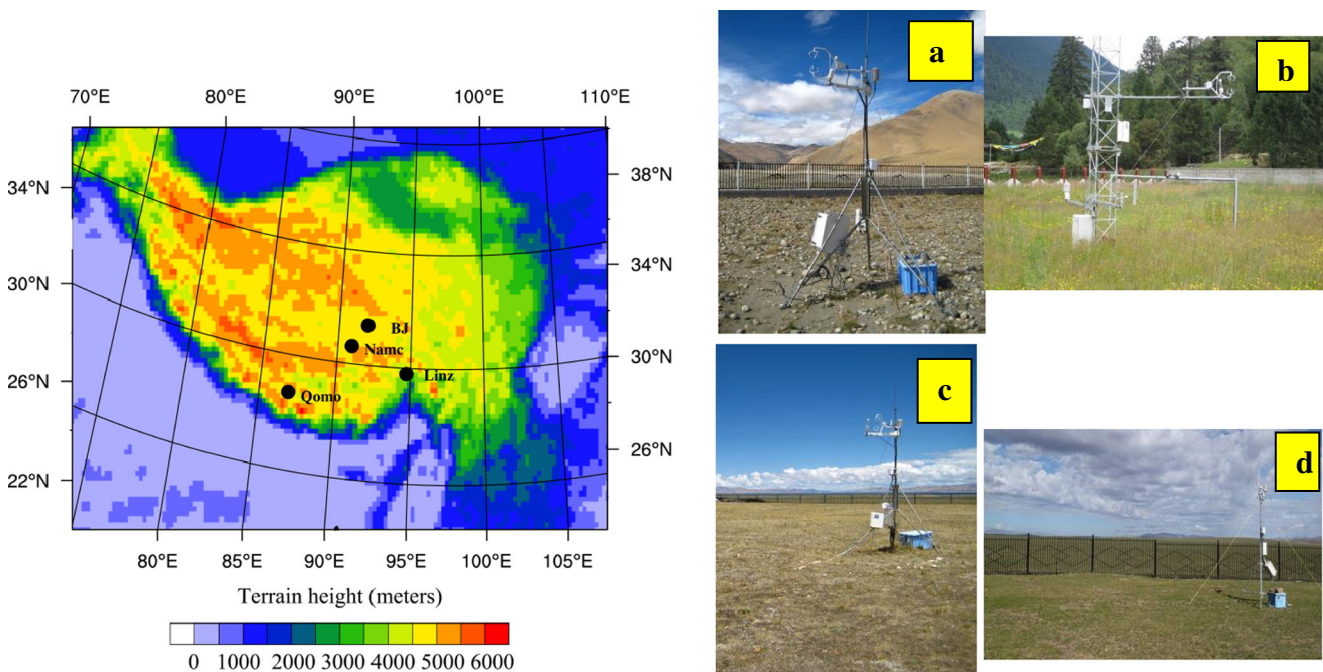 70°E 80°E 90°E 100°E 110°E
34°N
30°N
26°N
22°N
38°N
34°N
30°N
26°N
BJ
Namc
Linz
Qomo
80°E 85°E 90°E 95°E 100°E 105°E
Terrain height (meters)
0 1000 2000 3000 4000 5000 6000
a
b
c
d